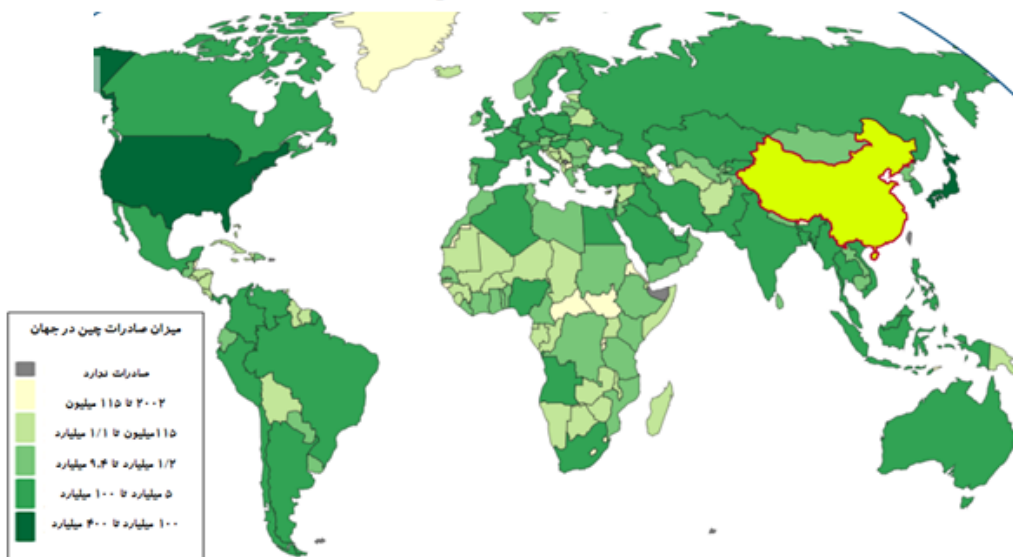 میزان صادرات چین در جهان
صادرات ندارد
۲۰۰۲ تا ۱۱۵ میلیون
۱۱۵میلیون تا ۱/۱ میلیارد
۱/۲ میلیارد تا ۹.۴ میلیارد
۵ میلیارد تا ۱۰۰ میلیارد
۱۰۰ میلیارد تا ۴۰۰ میلیارد